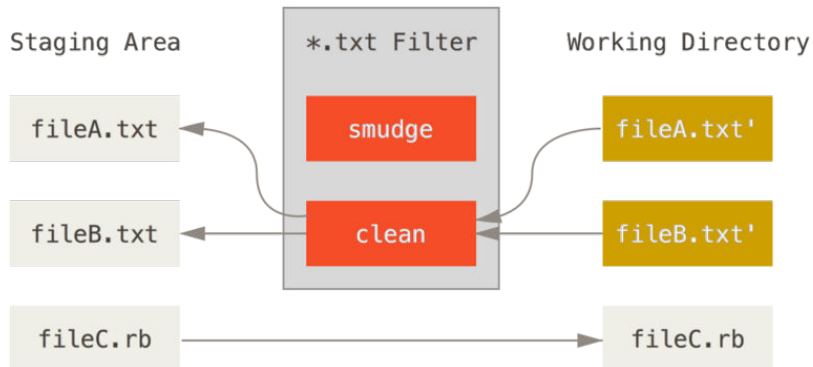 Staging Area
*.txt Filter
Working Directory
fileA.txt
smudge
fileA.txt'
fileB.txt
clean
fileB.txt'
fileC.rb
fileC.rb